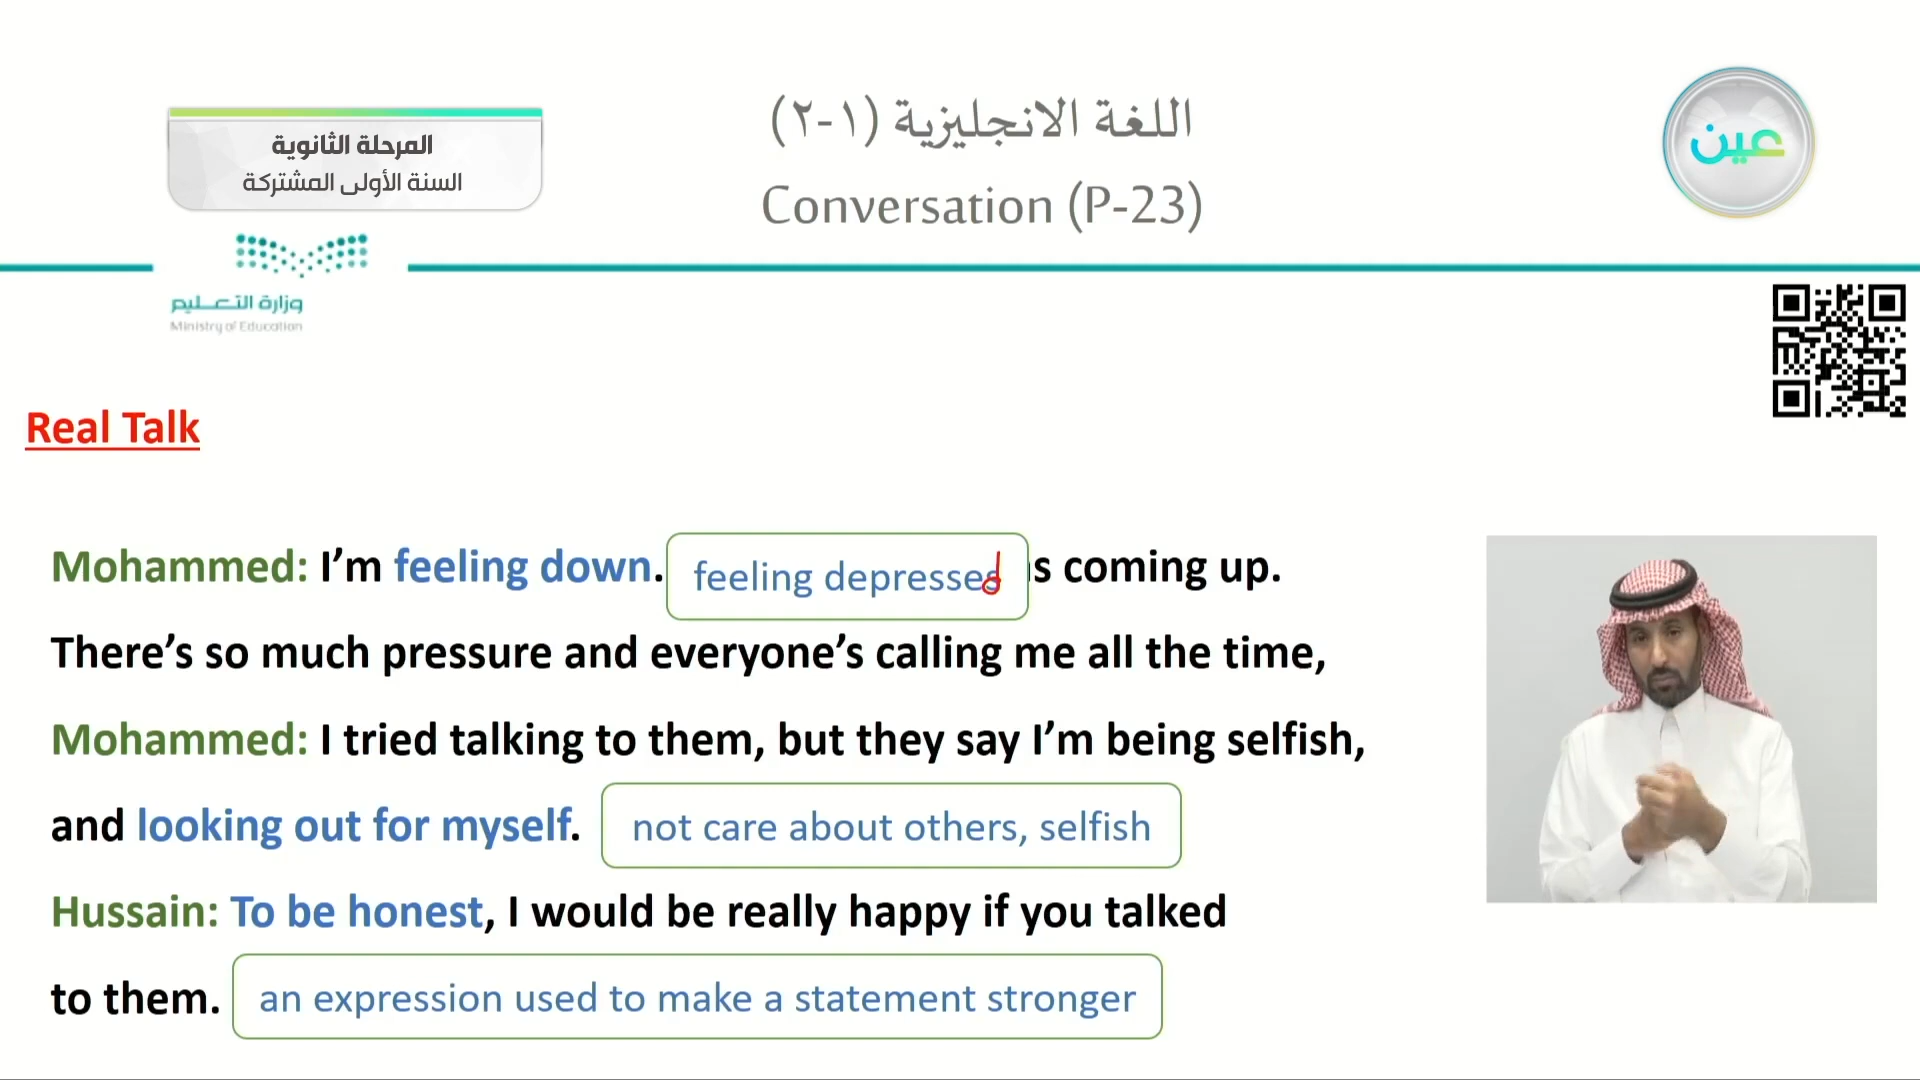 اللغة الانجليزية (١-٢)
Conversation (P-23)
المرحلة الثانوية
السنة الأولى المشتركة
عين
وزارة التعليم
Ministry of Education
Real Talk
Mohammed: I’m feeling down. feeling depressed s coming up.
There’s so much pressure and everyone’s calling me all the time,
Mohammed: I tried talking to them, but they say I’m being selfish,
and looking out for myself. not care about others, selfish
Hussain: To be honest, I would be really happy if you talked
to them. an expression used to make a statement stronger